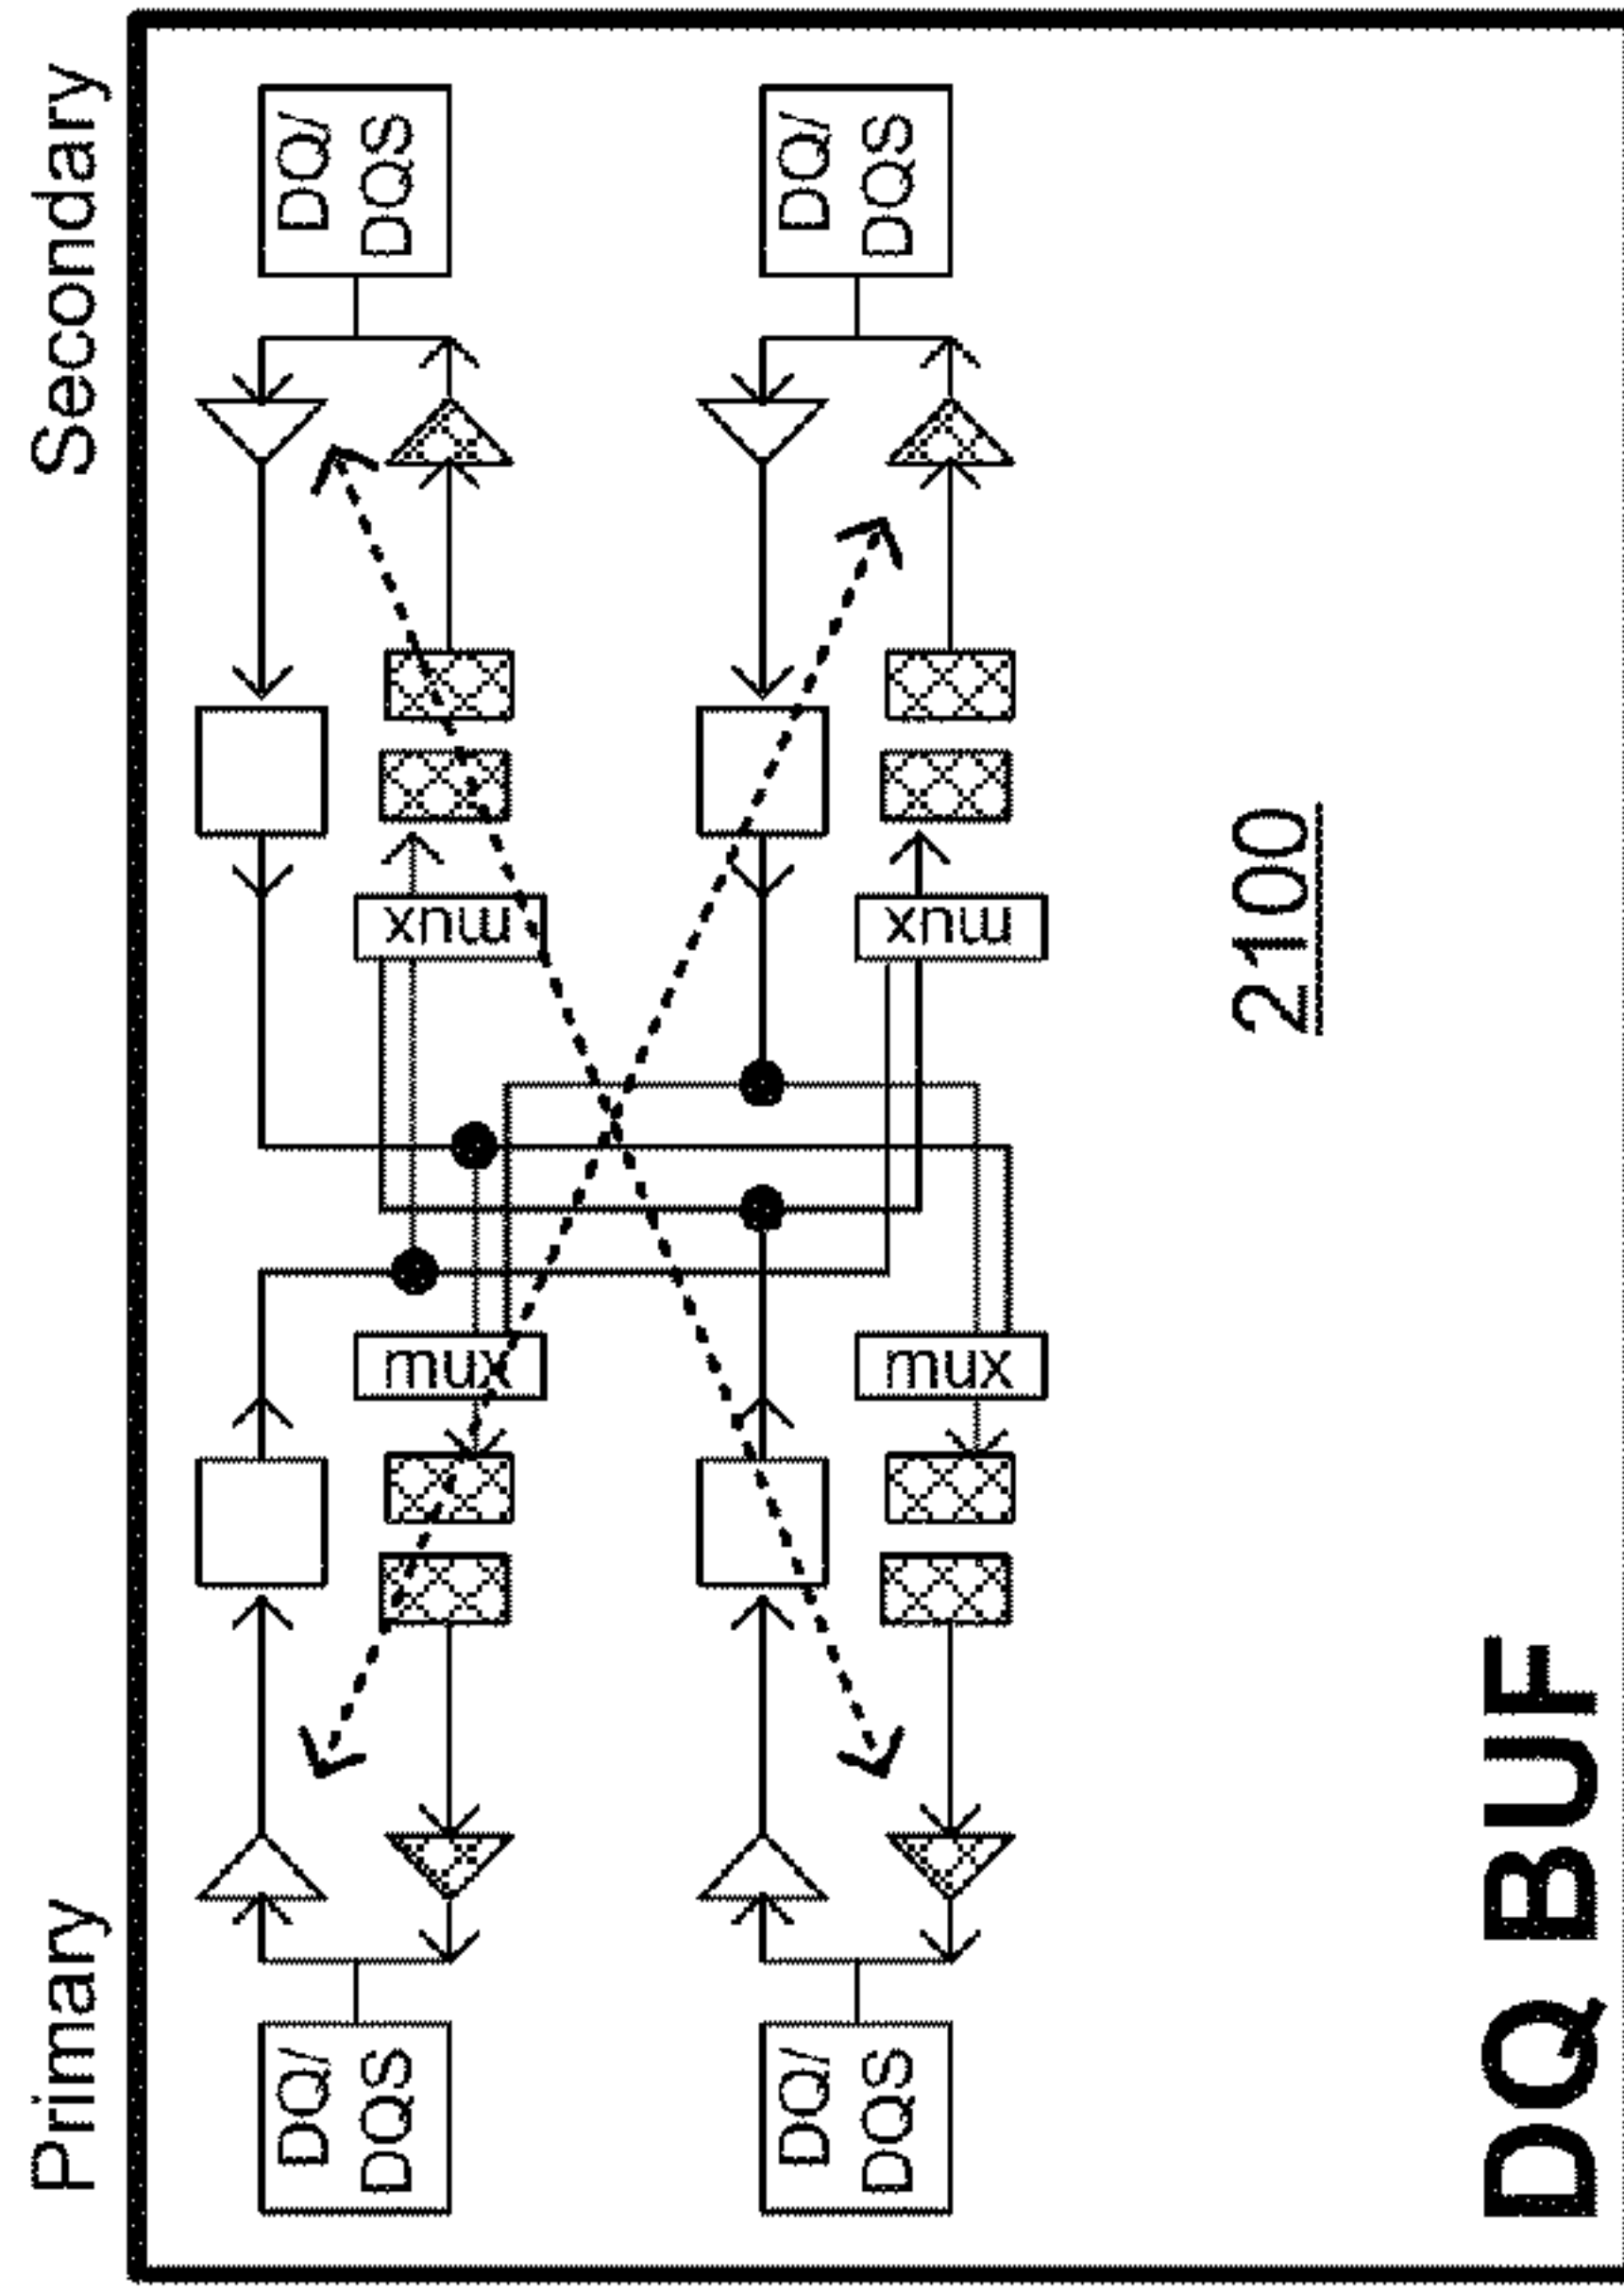 Primary
Secondary
DQ/
DQS
mux
mux
DQ/
DQS
DQ/
DQS
mux
mux
DQ/
DQS
2100
DQ BUF